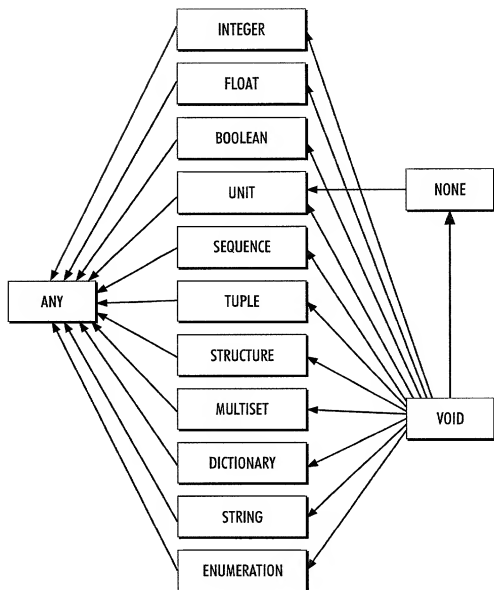 INTEGER
FLOAT
BOOLEAN
UNIT
NONE
SEQUENCE
ANY
TUPLE
STRUCTURE
MULTISET
VOID
DICTIONARY
STRING
ENUMERATION